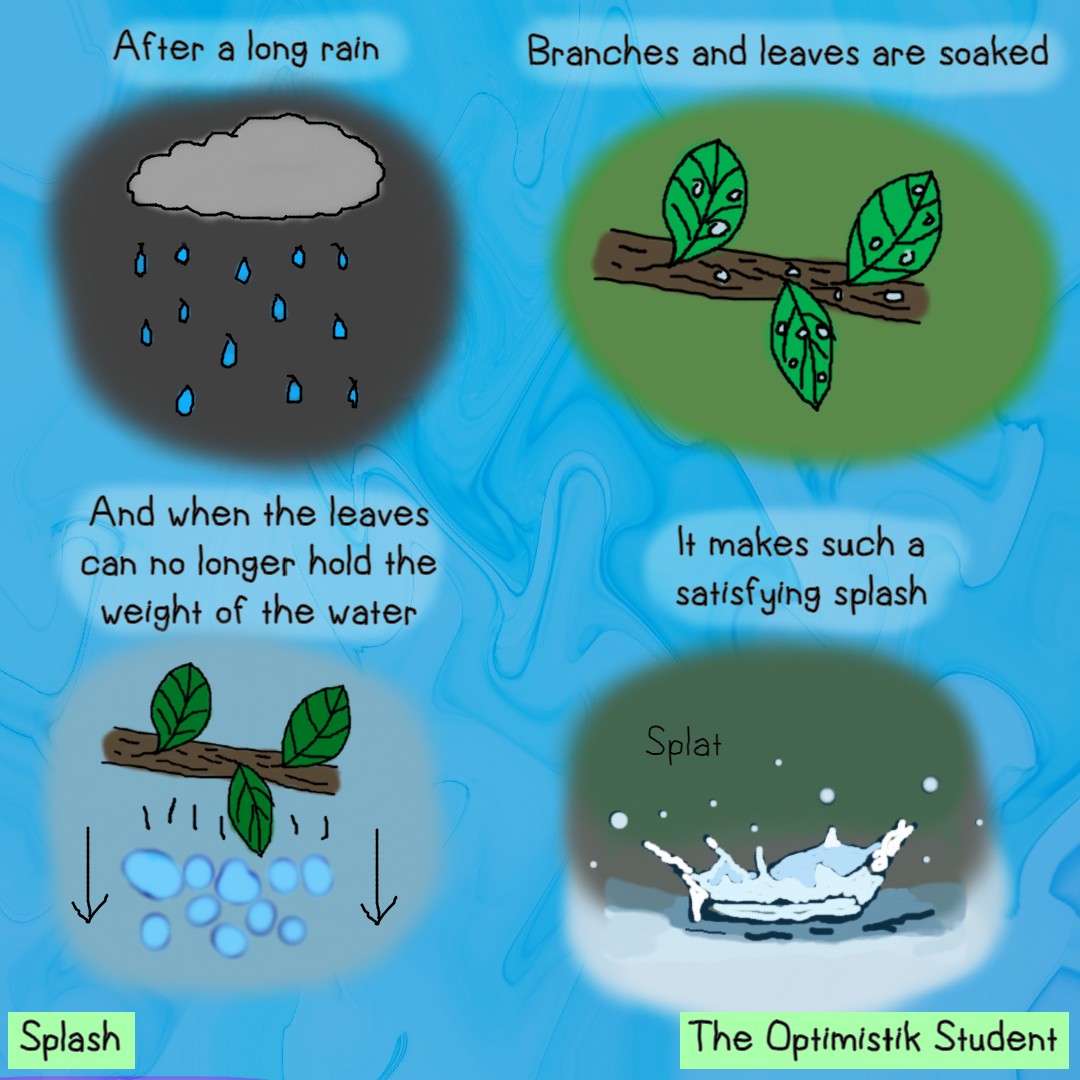 After a long rain
Branches and leaves are soaked
And when the leaves
can no longer hold the
weight of the water
It makes such a
satisfying splash
Splat
Splash
The Optimistik Student